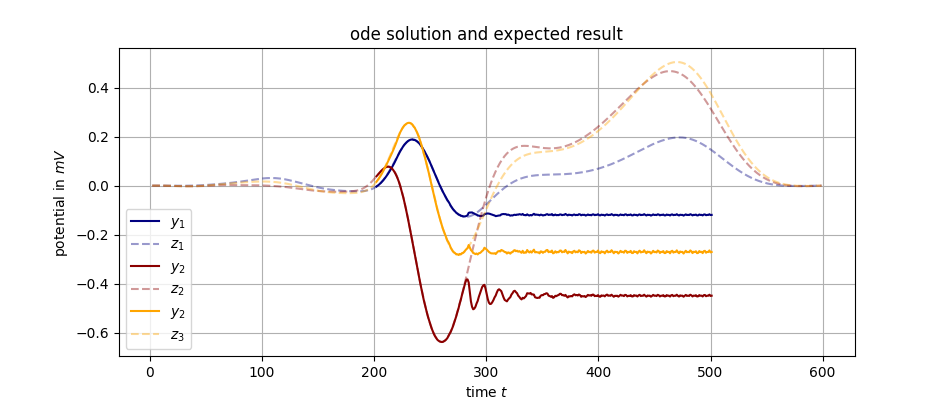 ode solution and expected result
potential in mV
0.4
0.2
0.0
−0.2
−0.4
−0.6
y₁
z₁
y₂
z₂
y₂
z₃
0 100 200 300 400 500 600
time t